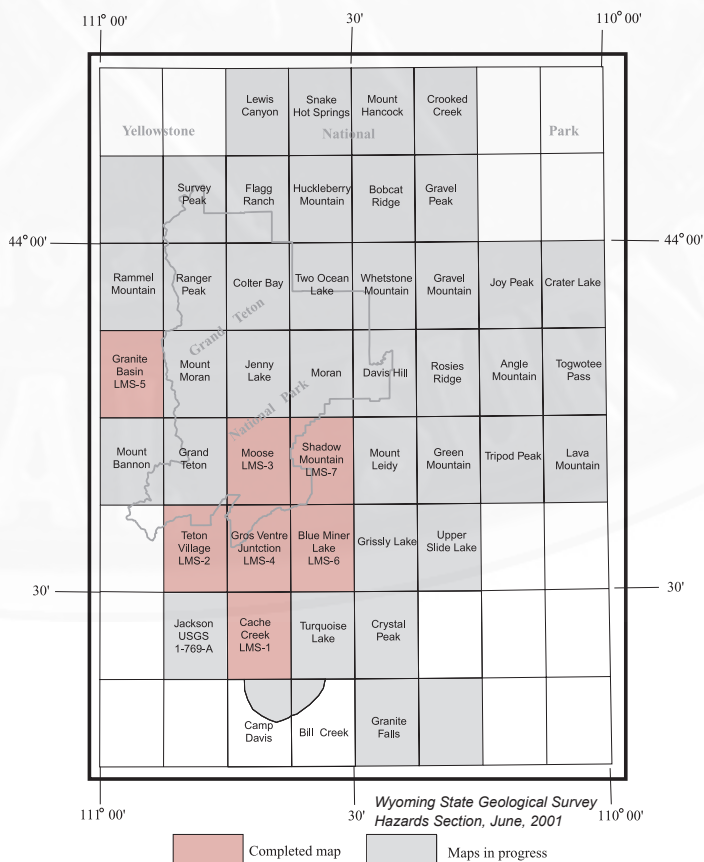 111° 00'
30'
110° 00'
Lewis
Canyon
Snake
Hot Springs
Mount
Hancock
Crooked
Creek
Yellowstone
National
Park
Survey
Peak
Flagg
Ranch
Huckleberry
Mountain
Bobcat
Ridge
Gravel
Peak
44° 00'
44° 00'
Rammel
Mountain
Ranger
Peak
Colter Bay
Two Ocean
Lake
Whetstone
Mountain
Gravel
Mountain
Joy Peak
Crater Lake
Grand Teton
National Park
Granite
Basin
LMS-5
Mount
Moran
Jenny
Lake
Moran
Davis Hill
Rosies
Ridge
Angle
Mountain
Togwotee
Pass
Mount
Bannon
Grand
Teton
Moose
LMS-3
Shadow
Mountain
LMS-7
Mount
Leidy
Green
Mountain
Tripod Peak
Lava
Mountain
Teton
Village
LMS-2
Gros Ventre
Juntction
LMS-4
Blue Miner
Lake
LMS-6
Grissly Lake
Upper
Slide Lake
30'
30'
Jackson
USGS
1-769-A
Cache
Creek
LMS-1
Turquoise
Lake
Crystal
Peak
Camp
Davis
Bill Creek
Granite
Falls
111° 00'
30'
110° 00'
Wyoming State Geological Survey
Hazards Section, June, 2001
Completed map
Maps in progress